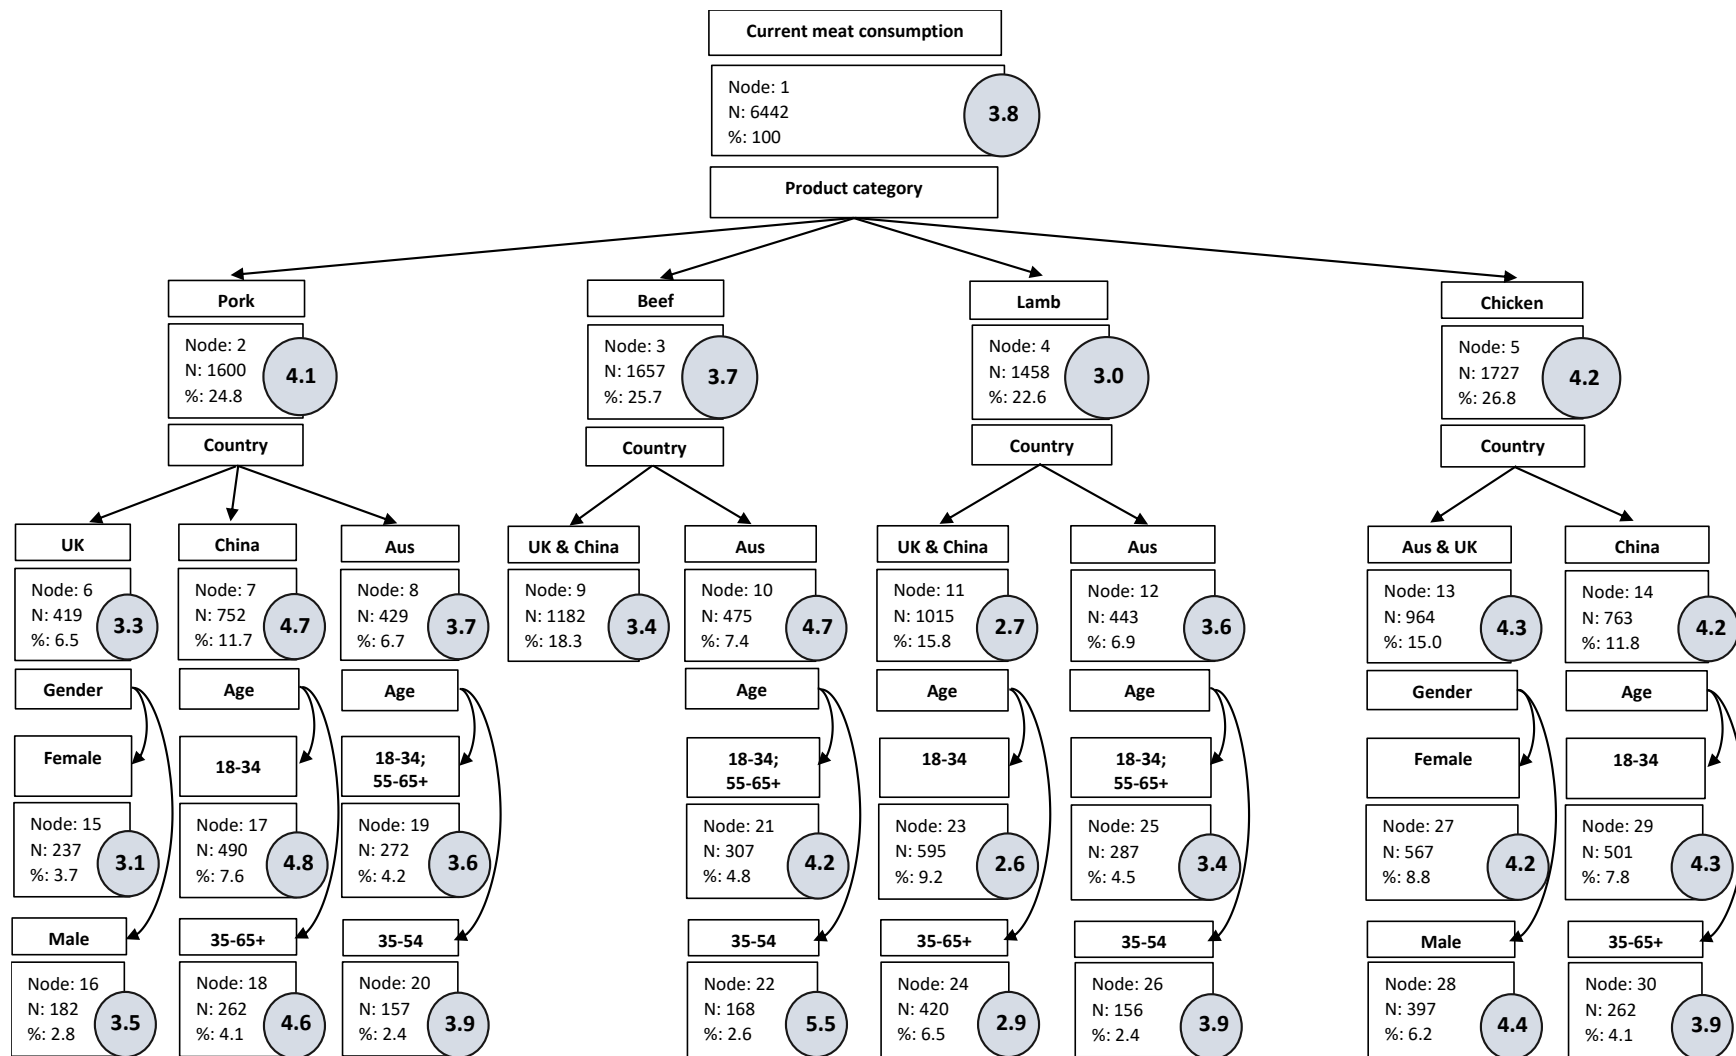 Current meat consumption
Node: 1
N: 6442
%: 100
3.8
Product category
Pork
Node: 2
N: 1600
%: 24.8
4.1
Country
Beef
Node: 3
N: 1657
%: 25.7
3.7
Country
Lamb
Node: 4
N: 1458
%: 22.6
3.0
Country
Chicken
Node: 5
N: 1727
%: 26.8
4.2
Country
UK
Node: 6
N: 419
%: 6.5
3.3
Gender
China
Node: 7
N: 752
%: 11.7
4.7
Age
Aus
Node: 8
N: 429
%: 6.7
3.7
Age
UK & China
Node: 9
N: 1182
%: 18.3
3.4
Aus
Node: 10
N: 475
%: 7.4
4.7
Age
UK & China
Node: 11
N: 1015
%: 15.8
2.7
Age
Aus
Node: 12
N: 443
%: 6.9
3.6
Age
Aus & UK
Node: 13
N: 964
%: 15.0
4.3
Gender
China
Node: 14
N: 763
%: 11.8
4.2
Age
Female
Node: 15
N: 237
%: 3.7
3.1
18-34
Node: 17
N: 490
%: 7.6
4.8
18-34;
55-65+
Node: 19
N: 272
%: 4.2
3.6
18-34;
55-65+
Node: 21
N: 307
%: 4.8
4.2
18-34
Node: 23
N: 595
%: 9.2
2.6
18-34;
55-65+
Node: 25
N: 287
%: 4.5
3.4
Female
Node: 27
N: 567
%: 8.8
4.2
18-34
Node: 29
N: 501
%: 7.8
4.3
Male
Node: 16
N: 182
%: 2.8
3.5
35-65+
Node: 18
N: 262
%: 4.1
4.6
35-54
Node: 20
N: 157
%: 2.4
3.9
35-54
Node: 22
N: 168
%: 2.6
5.5
35-65+
Node: 24
N: 420
%: 6.5
2.9
35-54
Node: 26
N: 156
%: 2.4
3.9
Male
Node: 28
N: 397
%: 6.2
4.4
35-65+
Node: 30
N: 262
%: 4.1
3.9